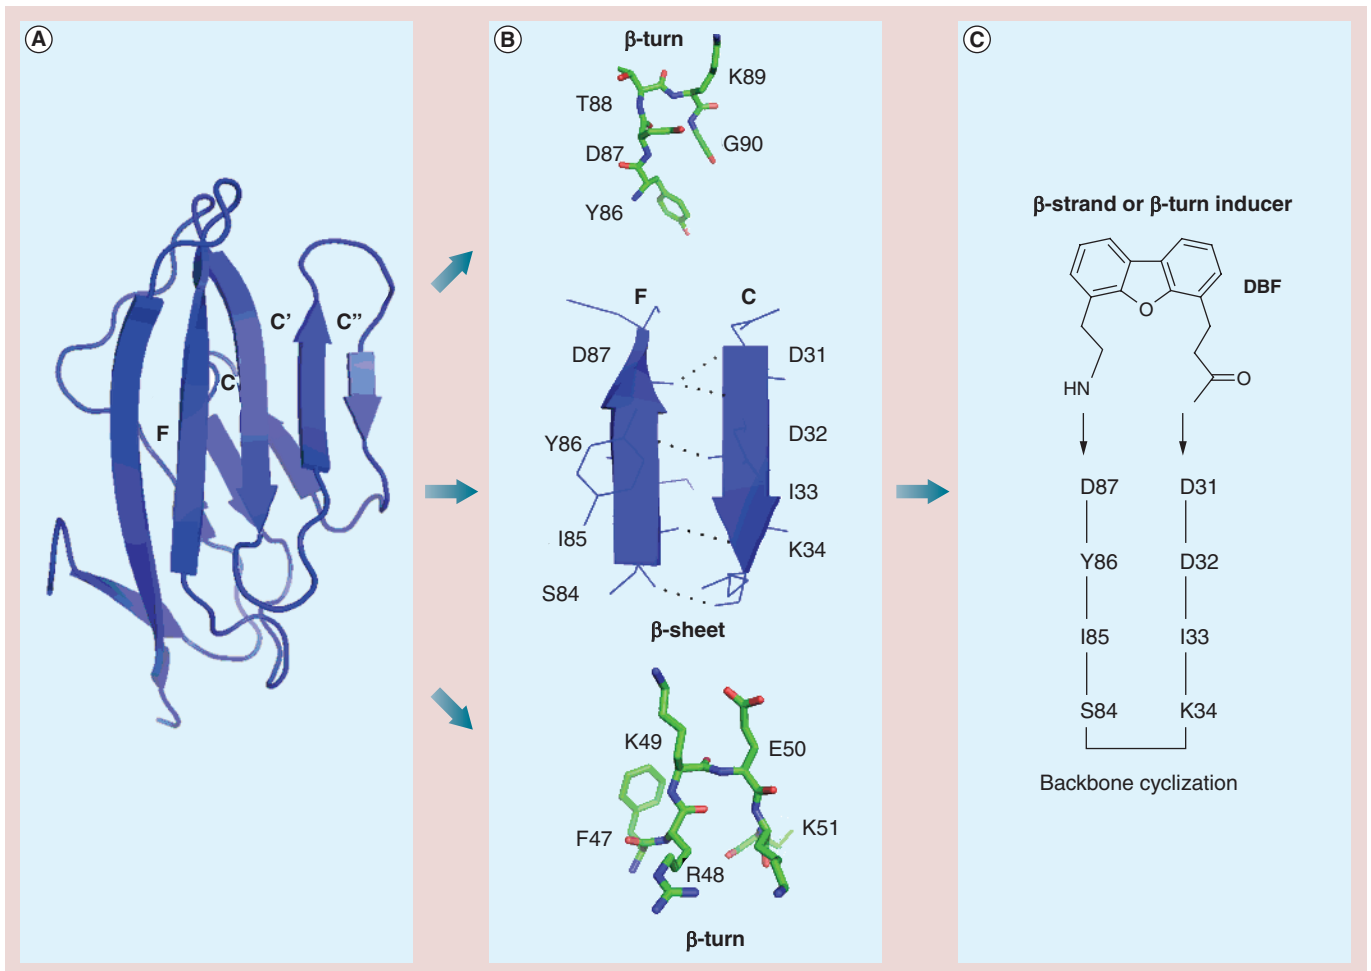 A
F
C
C'
C"
B
β-turn
K89
T88
D87
G90
Y86
F C
D87 D31
Y86 D32
I33
I85 K34
S84
β-sheet
K49 E50
F47 K51
R48
β-turn
C
β-strand or β-turn inducer
DBF
O
HN O
D87 D31
Y86 D32
I85 I33
S84 K34
Backbone cyclization